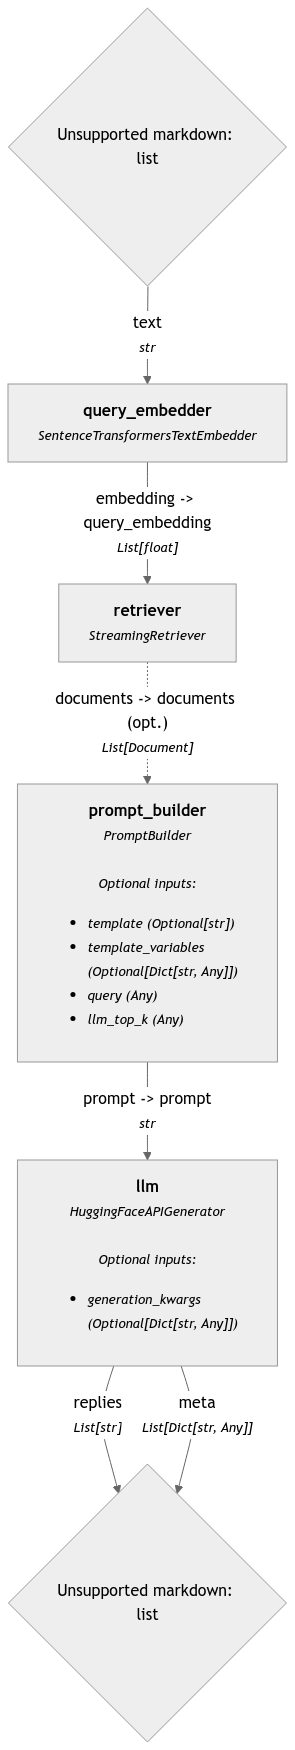 Unsupported markdown:
list
text
str
query_embedder
SentenceTransformersTextEmbedder
embedding ->
query_embedding
List[float]
retriever
StreamingRetriever
documents -> documents
(opt.)
List[Document]
prompt_builder
PromptBuilder
Optional inputs:
• template (Optional[str])
• template_variables
(Optional[Dict[str, Any]])
• query (Any)
• llm_top_k (Any)
prompt -> prompt
str
llm
HuggingFaceAPIGenerator
Optional inputs:
• generation_kwargs
(Optional[Dict[str, Any]])
replies
List[str]
meta
List[Dict[str, Any]]
Unsupported markdown:
list